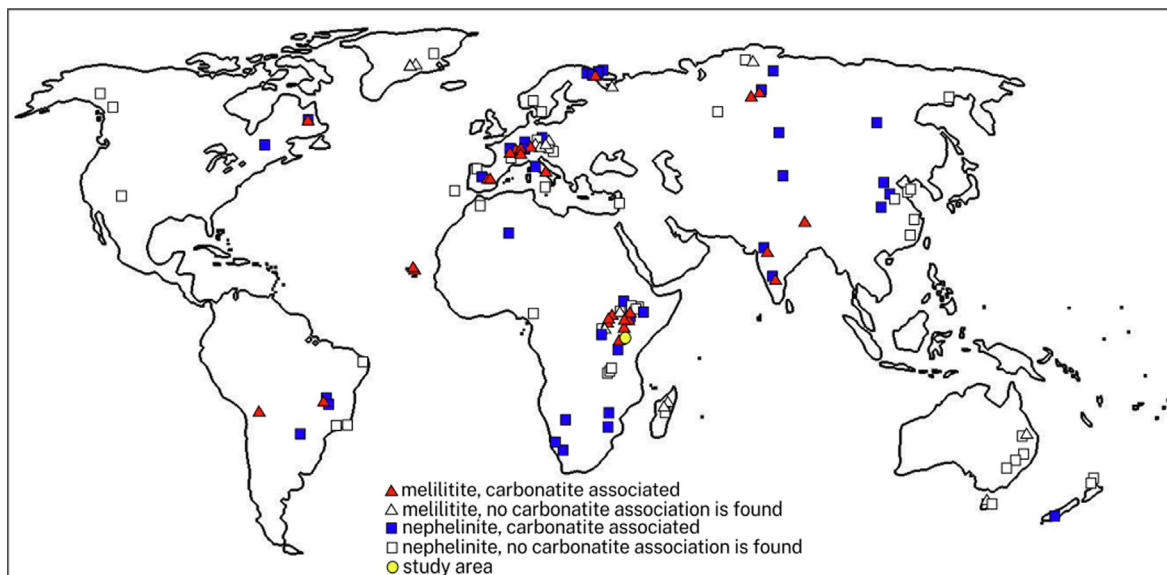 melilitite, carbonatite associated
melilitite, no carbonatite association is found
nephelinite, carbonatite associated
nephelinite, no carbonatite association is found
study area